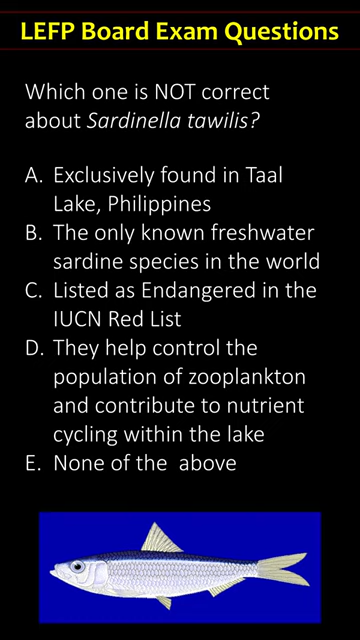 LEFP Board Exam Questions
Which one is NOT correct
about Sardinella tawilis?
A. Exclusively found in Taal
Lake, Philippines
B. The only known freshwater
sardine species in the world
C. Listed as Endangered in the
IUCN Red List
D. They help control the
population of zooplankton
and contribute to nutrient
cycling within the lake
E. None of the above